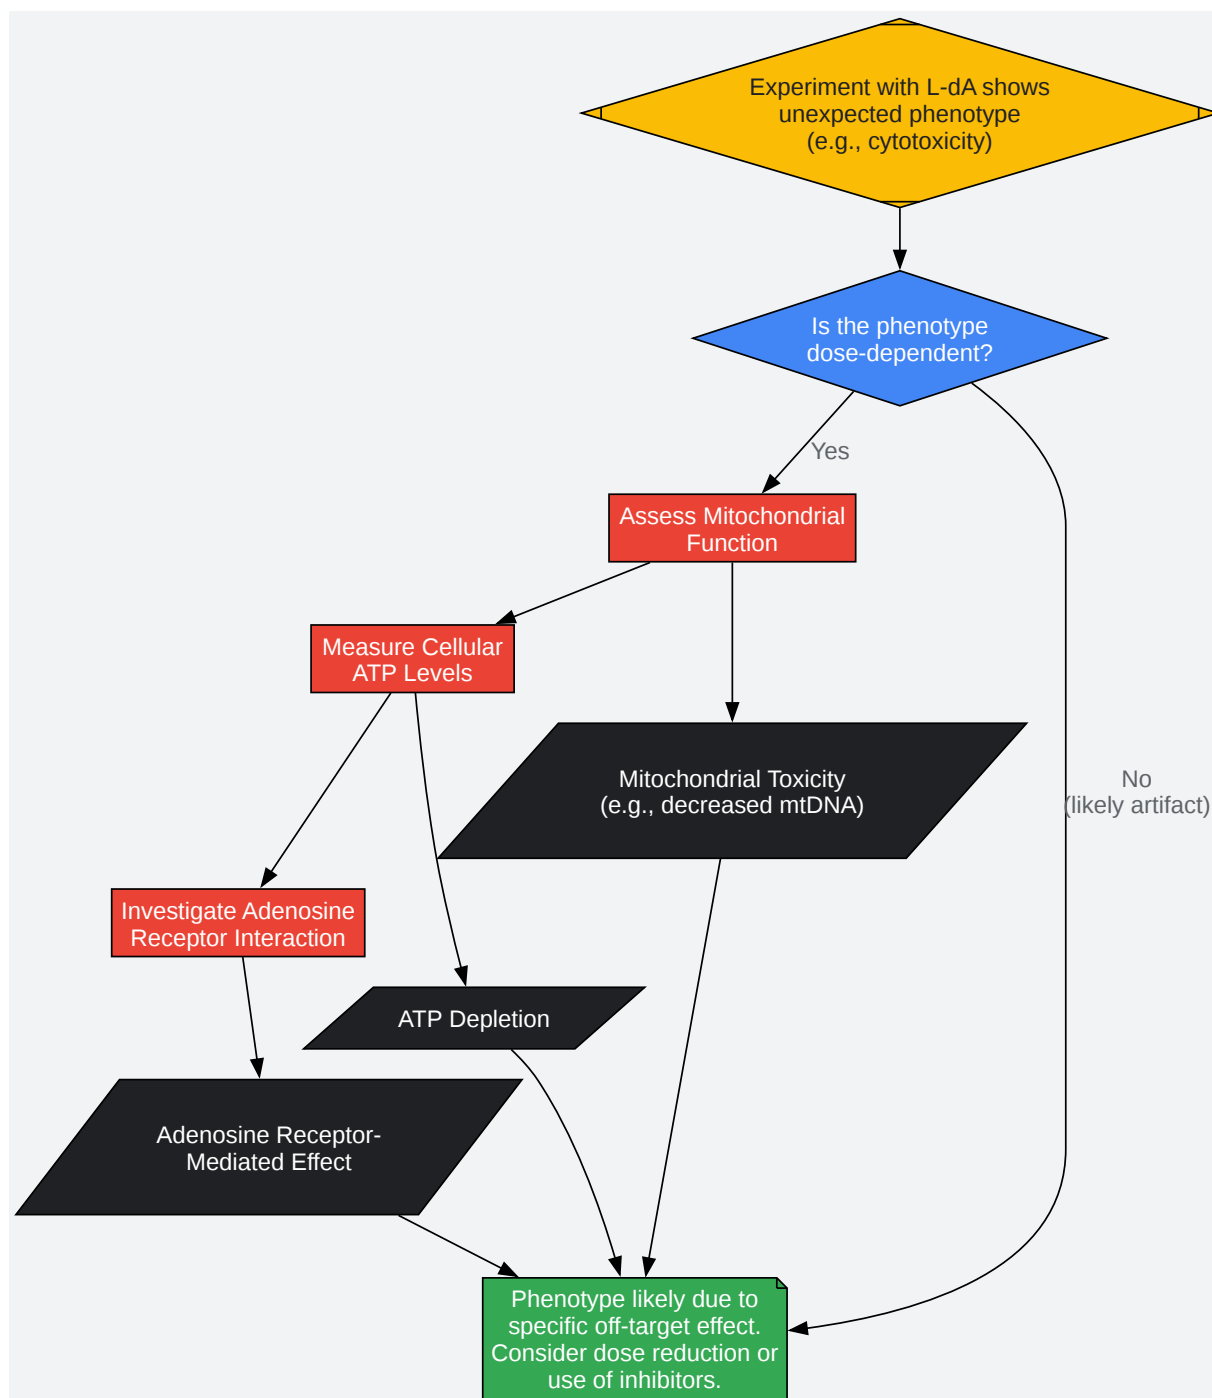 Experiment with L-dA shows
unexpected phenotype
(e.g., cytotoxicity)
Is the phenotype
dose-dependent?
Yes
Assess Mitochondrial
Function
Measure Cellular
ATP Levels
Mitochondrial Toxicity
(e.g., decreased mtDNA)
No
(likely artifact)
Investigate Adenosine
Receptor Interaction
ATP Depletion
Adenosine Receptor-
Mediated Effect
Phenotype likely due to
specific off-target effect.
Consider dose reduction or
use of inhibitors.